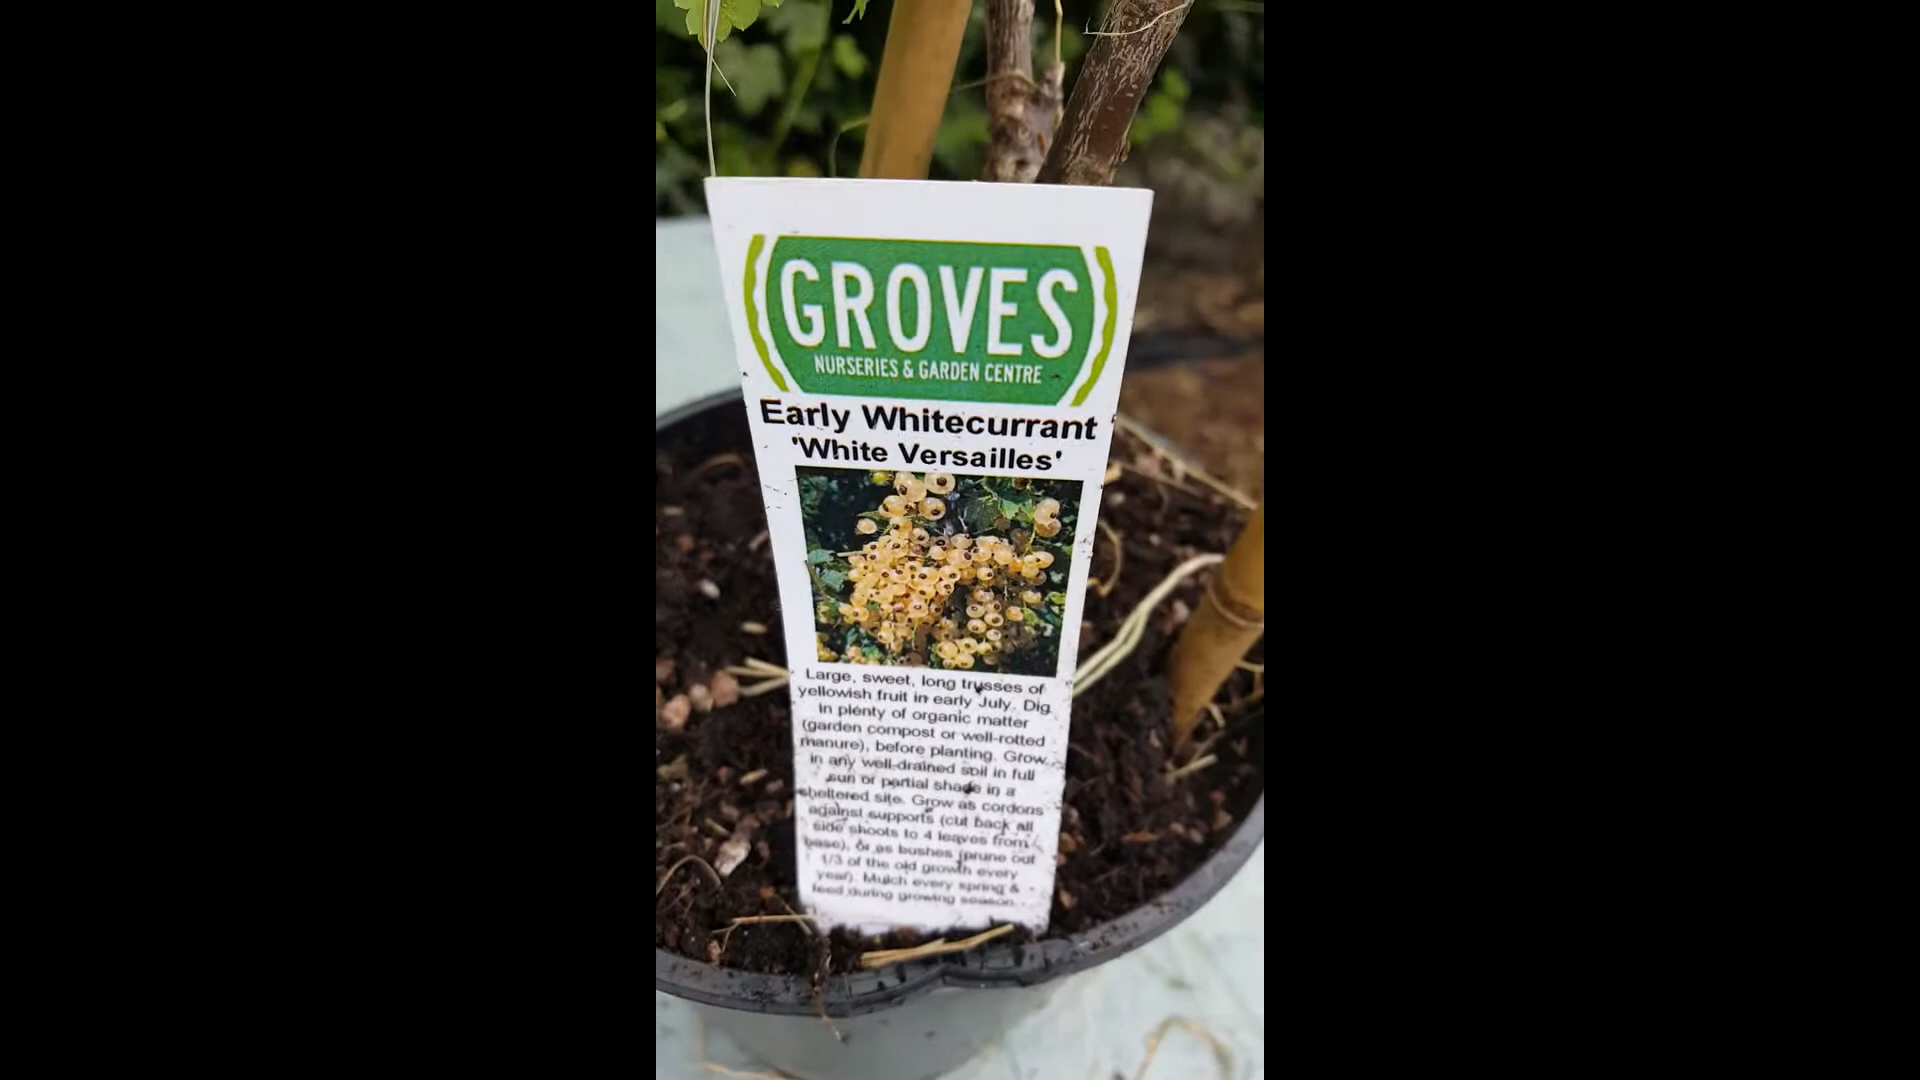 GROVES
NURSERIES & GARDEN CENTRE
Early Whitecurrant
'White Versailles'
Large, sweet, long trusses of
yellowish fruit in early July. Dig
in plenty of organic matter
(garden compost or well-rotted
manure), before planting. Grow
in any well-drained soil in full
sun or partial shade in a
sheltered site. Grow as cordons
against supports (cut back all
side shoots to 4 leaves from
base), or as bushes (prune out
1/3 of the old growth every
year). Mulch every spring &
feed during growing season.